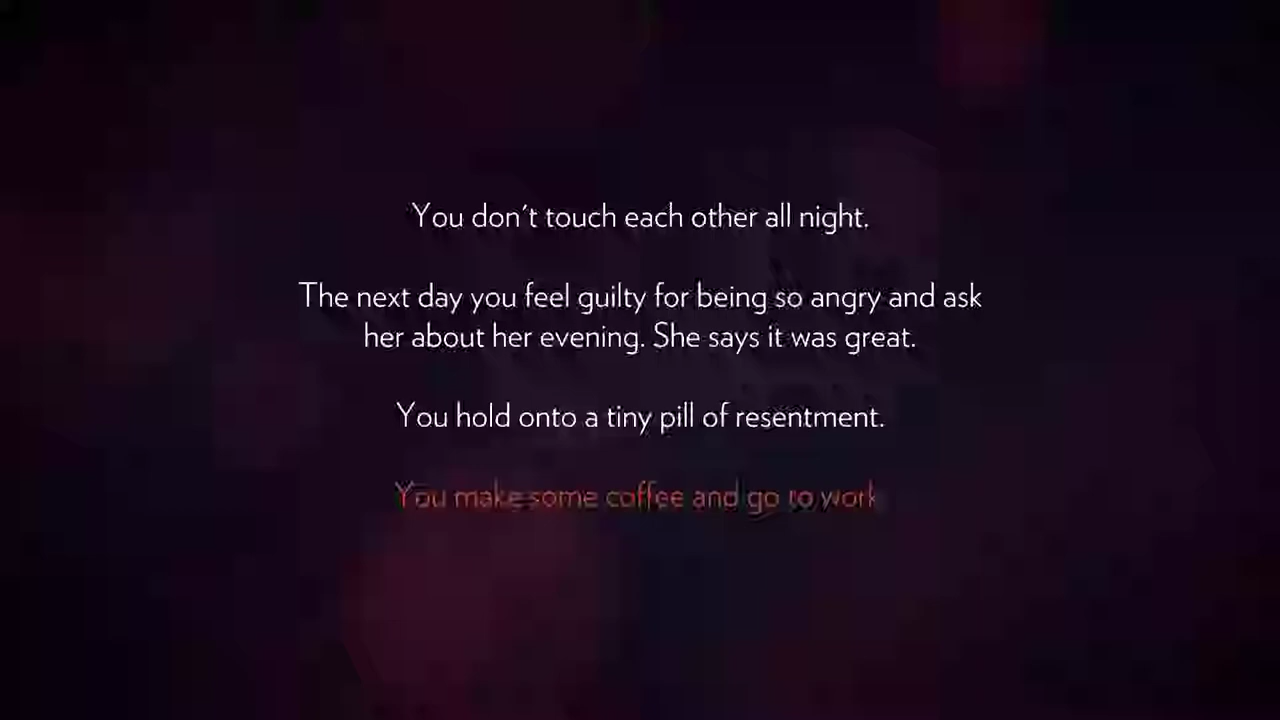 You don't touch each other all night.
The next day you feel guilty for being so angry and ask
her about her evening. She says it was great.
You hold onto a tiny pill of resentment.
You make some coffee and go to work